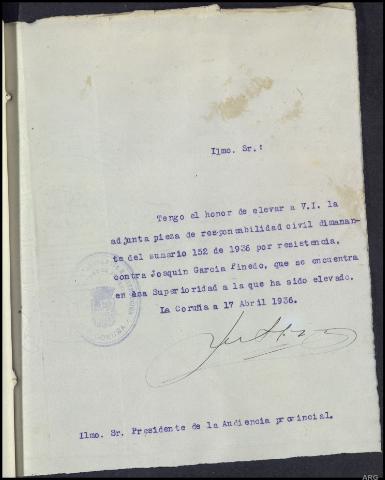 Ilmo. Sr.:
Tengo el honor de elevar a V.I. la
adjunta pieza de responsabilidad civil dimanan-
te del sumario 152 de 1936 por resistencia,
contra Joaquin Garcia Pinedo, que se encuentra
en esa Superioridad a la que ha sido elevado.
La Coruña a 17 Abril 1936.
Ilmo. Sr. Presidente de la Audiencia provincial.
ARG